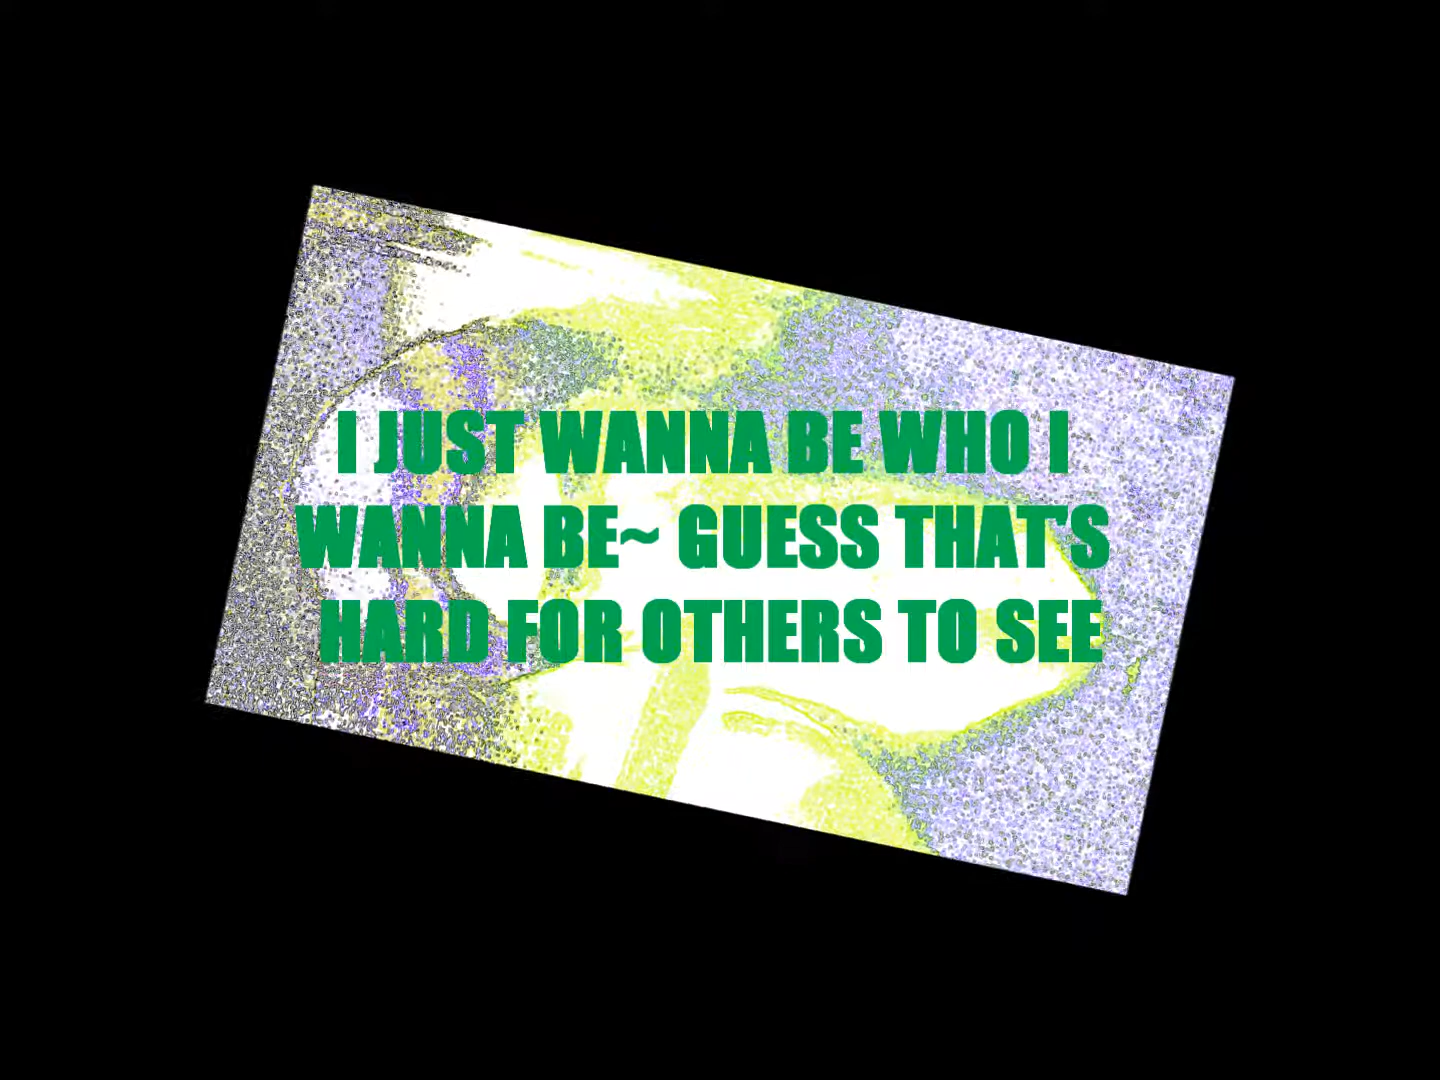 I JUST WANNA BE WHO I
WANNA BE~ GUESS THAT'S
HARD FOR OTHERS TO SEE